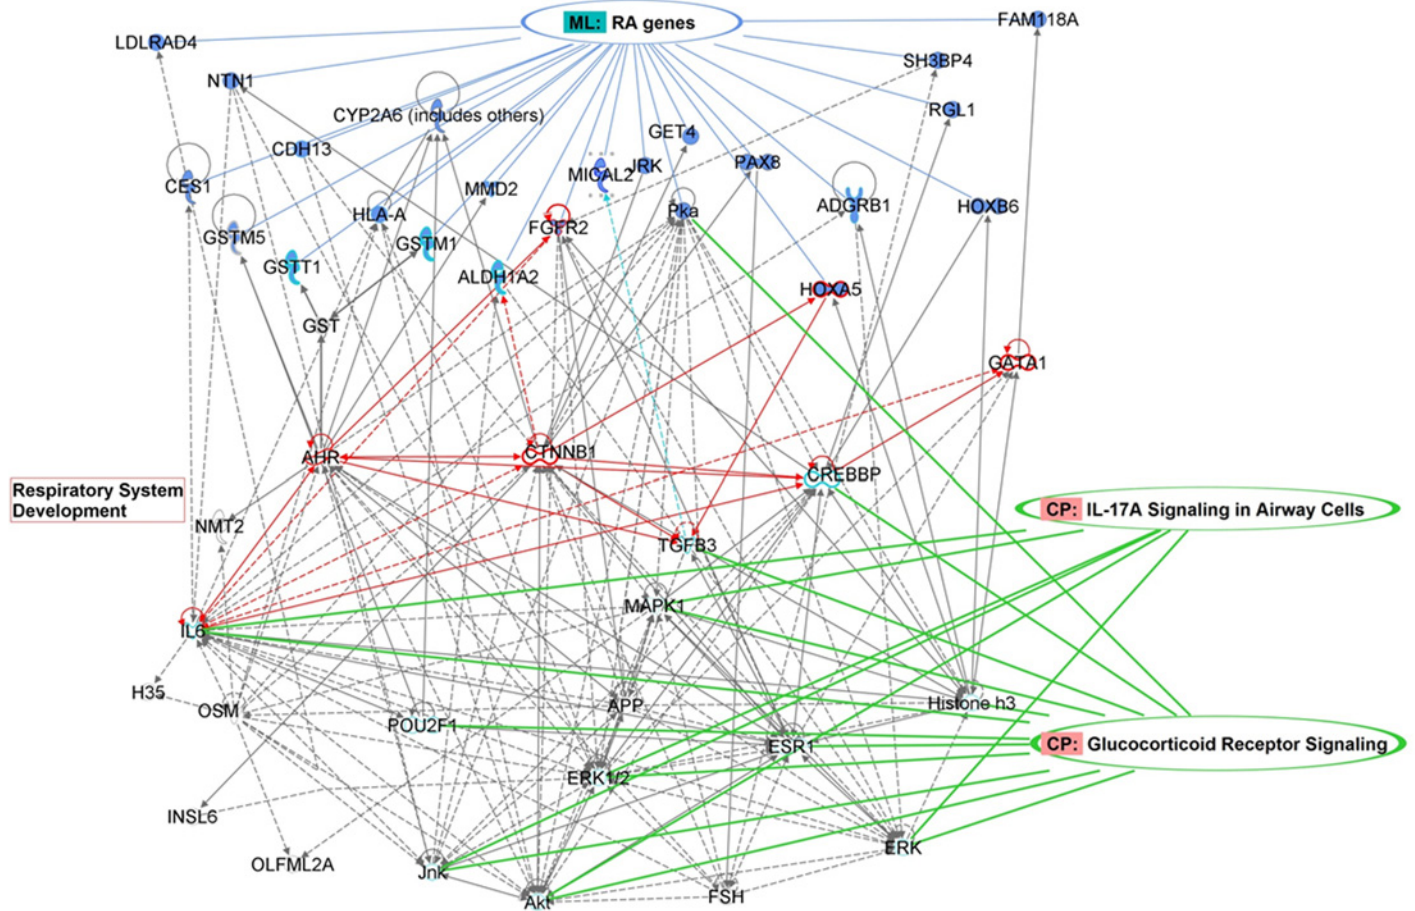 ML: RA genes
FAM118A
LDLRAD4
SH3BP4
NTN1
CYP2A6 (includes others)
RGL1
GET4
CDH13
JRK
PAX8
MICAL2
CES1
MMD2
HLA-A
Pka
ADGRB1
HOXB6
FGFR2
GSTM5
GSTM1
GSTT1
ALDH1A2
HOXA5
GST
GATA1
AHR
CTNNB1
CREBBP
Respiratory System
Development
CP: IL-17A Signaling in Airway Cells
NMT2
TGFB3
MAPK1
IL6
H35
OSM
APP
Histone h3
POU2F1
ESR1
CP: Glucocorticoid Receptor Signaling
ERK1/2
INSL6
ERK
OLFML2A
Jnk
Akt
FSH